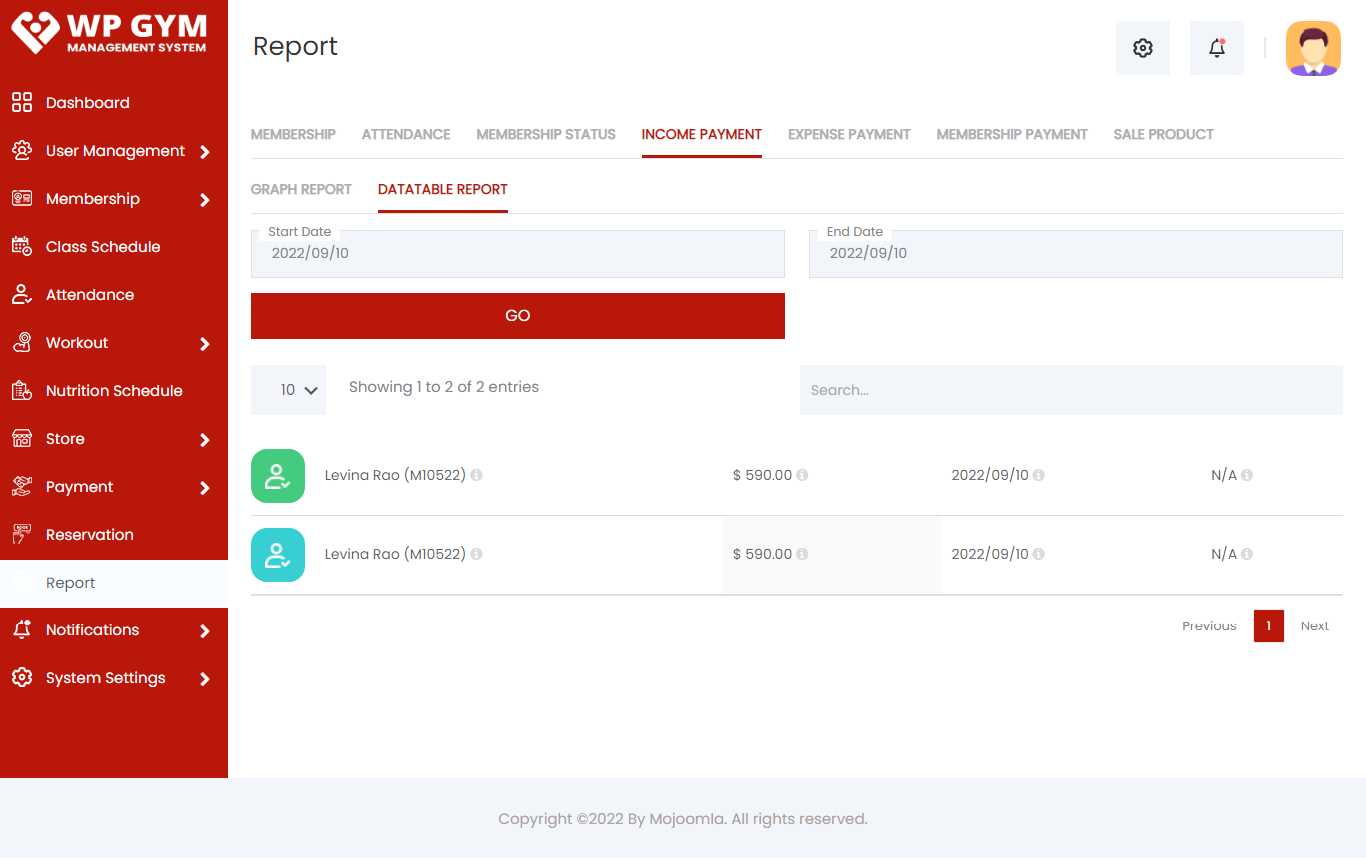 WP GYM
MANAGEMENT SYSTEM
Dashboard
User Management
Membership
Class Schedule
Attendance
Workout
Nutrition Schedule
Store
Payment
Reservation
Report
Notifications
System Settings
Report
MEMBERSHIP ATTENDANCE MEMBERSHIP STATUS INCOME PAYMENT EXPENSE PAYMENT MEMBERSHIP PAYMENT SALE PRODUCT
GRAPH REPORT DATATABLE REPORT
Start Date End Date
2022/09/10 2022/09/10
GO
10 Showing 1 to 2 of 2 entries Search...
Levina Rao (M10522) $ 590.00 2022/09/10 N/A
Levina Rao (M10522) $ 590.00 2022/09/10 N/A
Previous 1 Next
Copyright ©2022 By Mojoomla. All rights reserved.